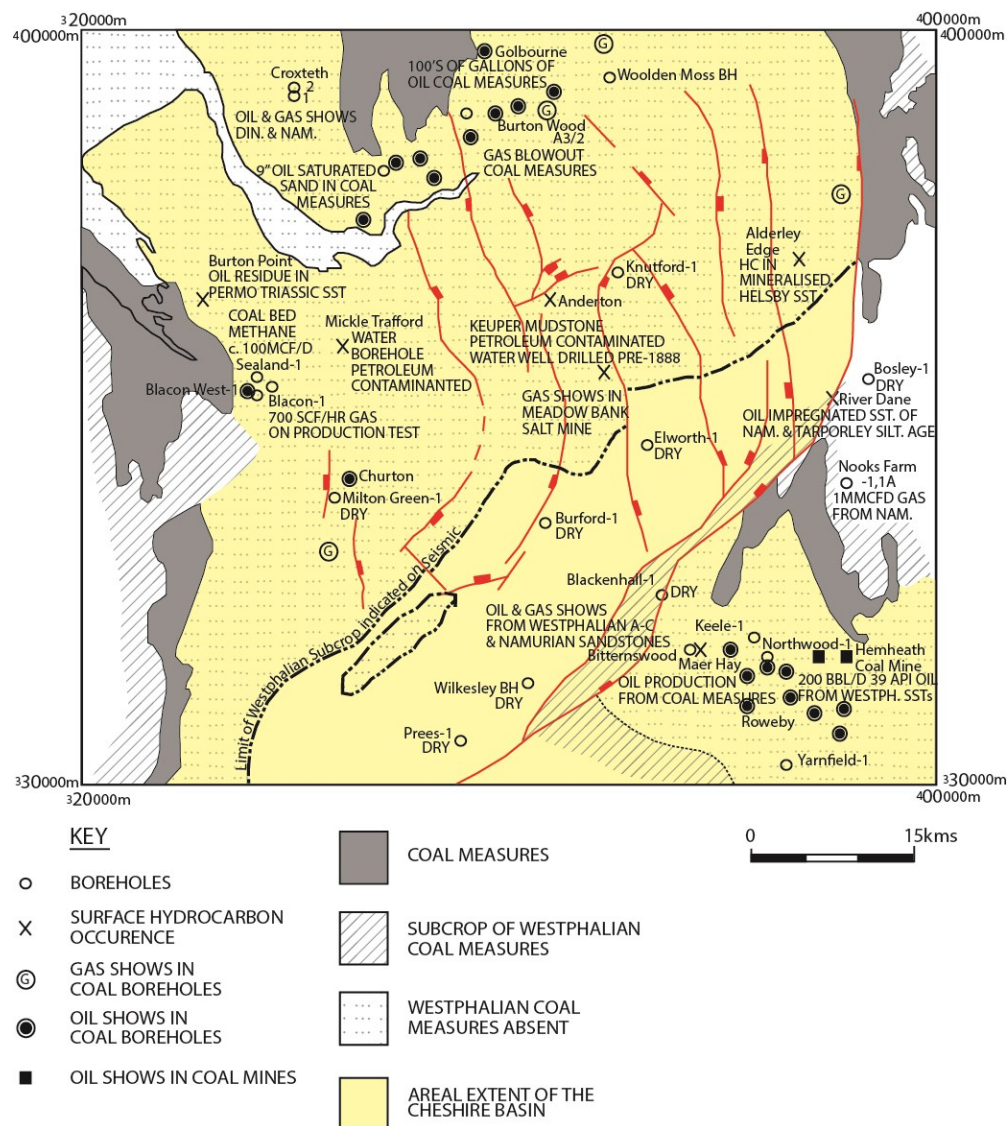 320000m
400000m
400000m
400000m
Croxteth
2
1
OIL & GAS SHOWS
DIN. & NAM.
Golbourne
100'S OF GALLONS OF
OIL COAL MEASURES
G
Woolden Moss BH
Burton Wood
A3/2
G
GAS BLOWOUT
COAL MEASURES
9" OIL SATURATED
SAND IN COAL
MEASURES
G
Burton Point
OIL RESIDUE IN
PERMO TRIASSIC SST
Alderley
Edge
HC IN
MINERALISED
HELSBY SST
Knutford-1
DRY
Anderton
COAL BED
METHANE
c. 100MCF/D
Sealand-1
Mickle Trafford
WATER
BOREHOLE
PETROLEUM
CONTAMINANTED
KEUPER MUDSTONE
PETROLEUM CONTAMINATED
WATER WELL DRILLED PRE-1888
Bosley-1
DRY
River Dane
Blacon West-1
Blacon-1
700 SCF/HR GAS
ON PRODUCTION TEST
GAS SHOWS IN
MEADOW BANK
SALT MINE
OIL IMPREGNATED SST. OF
NAM. & TARPORLEY SILT. AGE
Elworth-1
DRY
Churton
Milton Green-1
DRY
Nooks Farm
-1,1A
1MMCFD GAS
FROM NAM.
Burford-1
DRY
G
Limit of Westphalian Subcrop indicated on Seismic
Blackenhall-1
DRY
OIL & GAS SHOWS
FROM WESTPHALIAN A-C
& NAMURIAN SANDSTONES
Bitternswood
Keele-1
Northwood-1
Hemheath
Coal Mine
Maer Hay
OIL PRODUCTION
FROM COAL MEASURES
200 BBL/D 39 API OIL
FROM WESTPH. SSTs
Wilkesley BH
DRY
Roweby
Prees-1
DRY
Yarnfield-1
330000m
330000m
320000m
400000m
KEY
BOREHOLES
SURFACE HYDROCARBON
OCCURENCE
G
GAS SHOWS IN
COAL BOREHOLES
OIL SHOWS IN
COAL BOREHOLES
OIL SHOWS IN COAL MINES
COAL MEASURES
SUBCROP OF WESTPHALIAN
COAL MEASURES
WESTPHALIAN COAL
MEASURES ABSENT
AREAL EXTENT OF THE
CHESHIRE BASIN
0
15kms